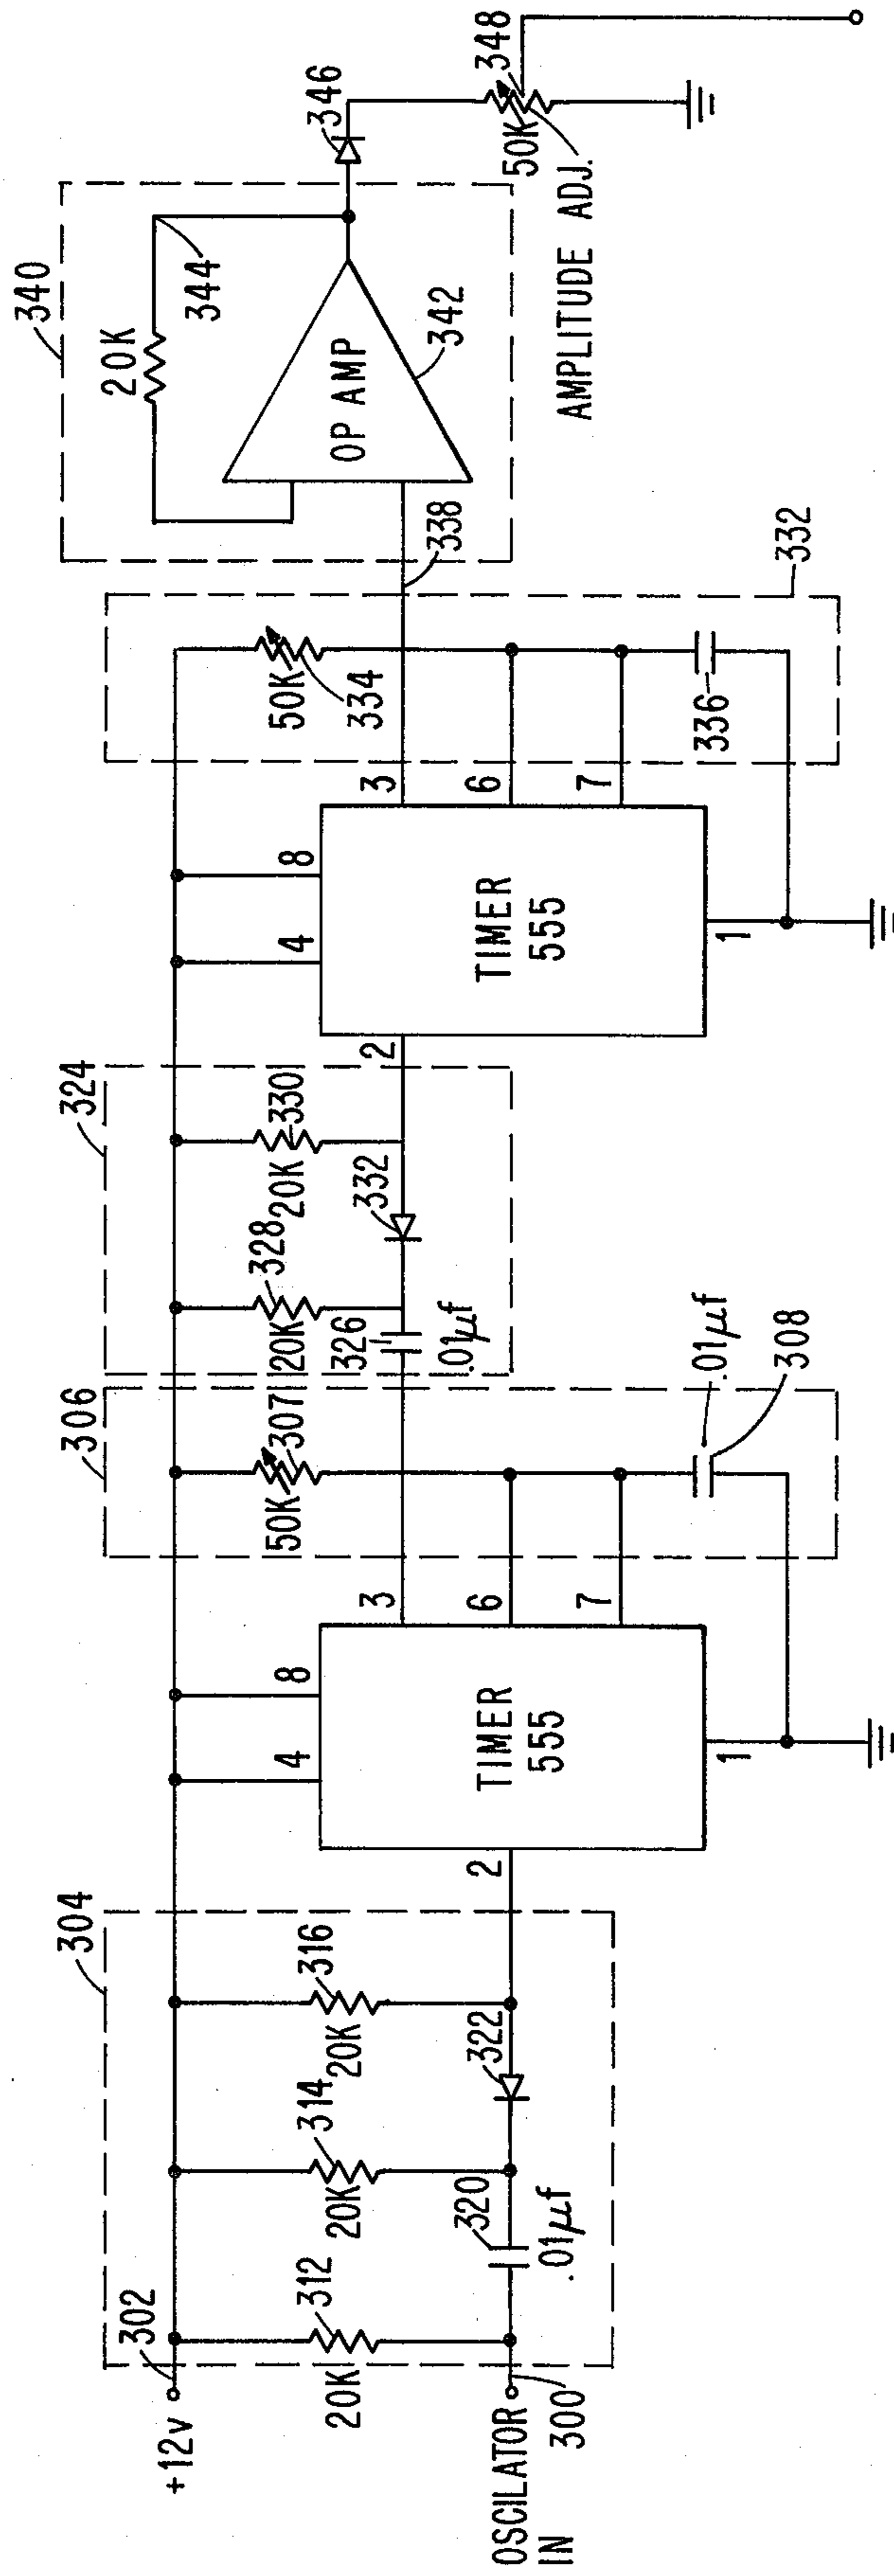 +12v
302
304
312
20K
314
20K
316
20K
OSCILATOR
IN
300
320
.01µf
322
2
4
8
TIMER
555
3
6
7
1
306
50K
307
.01µf
308
324
326
.01µf
20K
328
20K
330
332
2
4
8
TIMER
555
3
6
7
1
50K
334
336
332
338
340
20K
344
OP AMP
342
346
50K
348
AMPLITUDE ADJ.